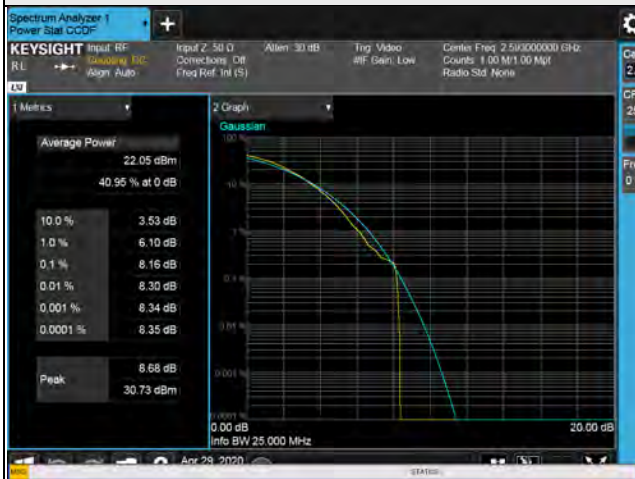 Spectrum Analyzer 1
Power Stat CCDF
KEYSIGHT Input: RF
RL
Coupling: DC
Align: Auto
Input Z: 50 Ω
Corrections: Off
Freq Ref: Int (S)
Atten: 30 dB
Trig: Video
#IF Gain: Low
Center Freq: 2.593000000 GHz
Counts: 1.00 M/1.00 Mpt
Radio Std: None
1 Metrics
Average Power
22.05 dBm
40.95 % at 0 dB
10.0 % 3.53 dB
1.0 % 6.10 dB
0.1 % 8.16 dB
0.01 % 8.30 dB
0.001 % 8.34 dB
0.0001 % 8.35 dB
Peak
8.68 dB
30.73 dBm
2 Graph
Gaussian
100 %
10 %
1 %
0.1 %
0.01 %
0.001 %
0.0001 %
0.00 dB
20.00 dB
Info BW 25.000 MHz
Apr 29, 2020
MSG
STATUS